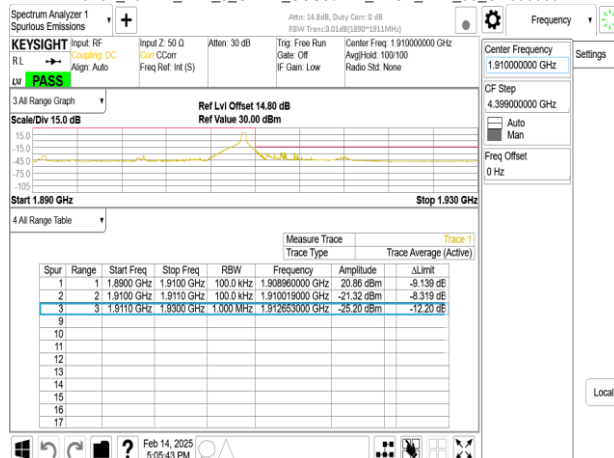 Spectrum Analyzer 1
Spurious Emissions
Attn: 14.8dB, Duty Corr: 0 dB
RSW Tranc:3.01dB(1890~1911MHz)
Frequency
KEYSIGHT
RL
LXI
PASS
Input: RF
Coupling: DC
Align: Auto
Input Z: 50 Ω
Corr CCorr
Freq Ref: Int (S)
Atten: 30 dB
Trig: Free Run
Gate: Off
IF Gain: Low
Center Freq: 1.910000000 GHz
Avg|Hold: 100/100
Radio Std: None
Center Frequency
1.910000000 GHz
Settings
CF Step
4.399000000 GHz
Auto
Man
Freq Offset
0 Hz
3 All Range Graph
Scale/Div 15.0 dB
Ref Lvl Offset 14.80 dB
Ref Value 30.00 dBm
15.0
-15.0
-45.0
-75.0
-105
Start 1.890 GHz
Stop 1.930 GHz
4 All Range Table
Measure Trace Trace 1
Trace Type Trace Average (Active)
Spur Range Start Freq Stop Freq RBW Frequency Amplitude ΔLimit
1 1 1.8900 GHz 1.9100 GHz 100.0 kHz 1.908960000 GHz 20.86 dBm -9.139 dB
2 2 1.9100 GHz 1.9110 GHz 100.0 kHz 1.910019000 GHz -21.32 dBm -8.319 dB
3 3 1.9110 GHz 1.9300 GHz 1.000 MHz 1.912653000 GHz -25.20 dBm -12.20 dB
9
10
11
12
13
14
15
16
17
Local
Feb 14, 2025
5:05:43 PM